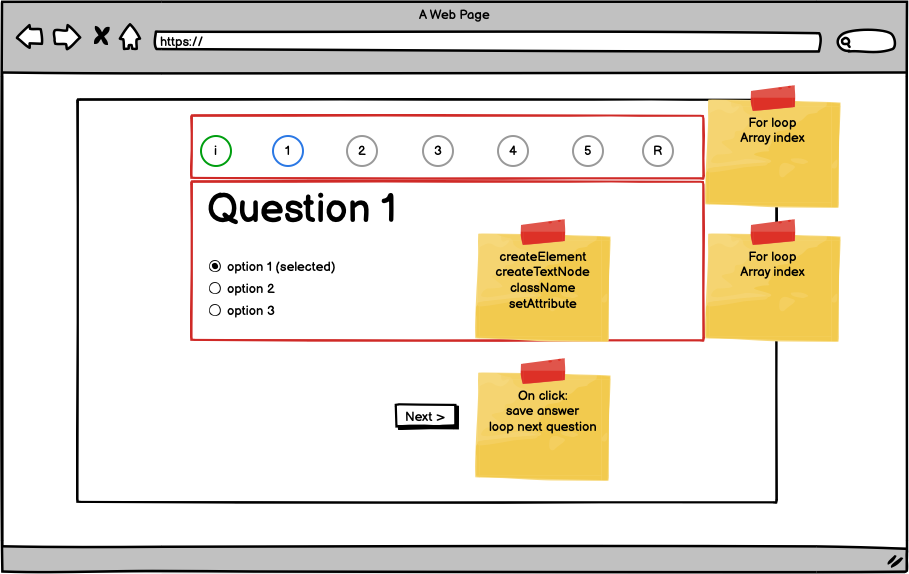 A Web Page
https://
i
1
2
3
4
5
R
For loop
Array index
Question 1
option 1 (selected)
option 2
option 3
createElement
createTextNode
className
setAttribute
For loop
Array index
Next >
On click:
save answer
loop next question